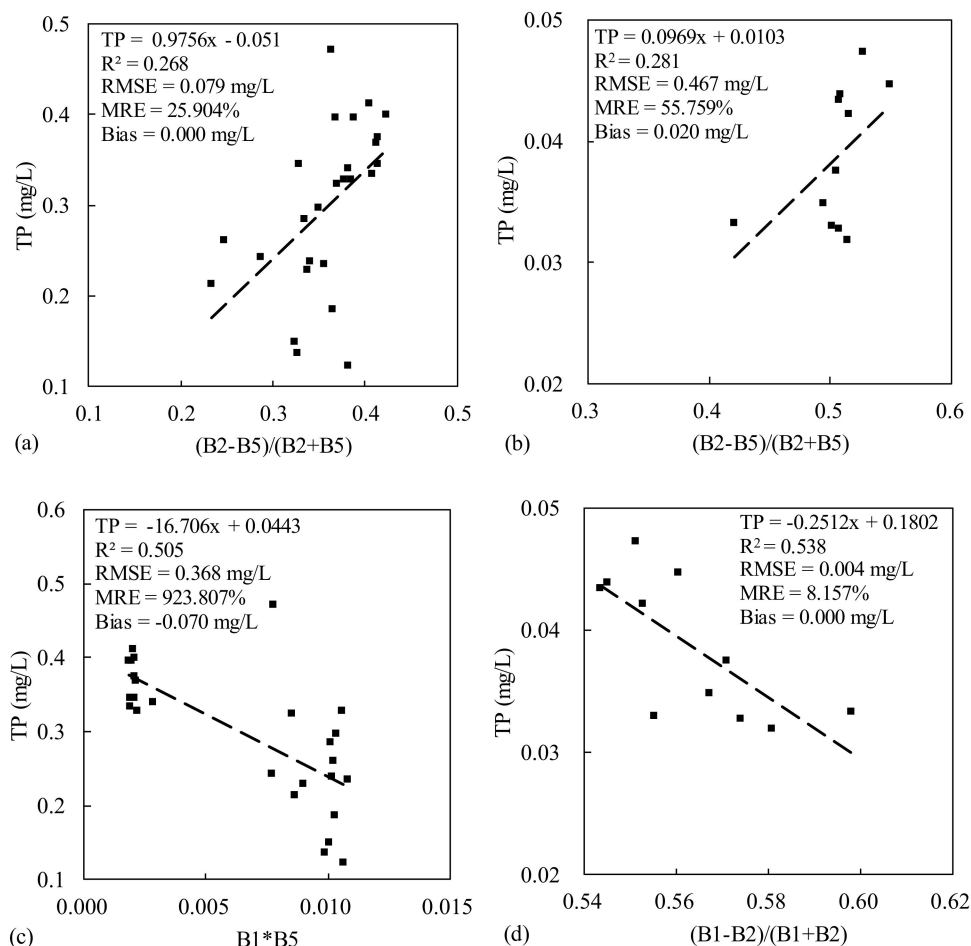 0.5
0.4
0.3
0.2
0.1
TP (mg/L)
TP = 0.9756x - 0.051
R² = 0.268
RMSE = 0.079 mg/L
MRE = 25.904%
Bias = 0.000 mg/L
0.1 0.2 0.3 0.4 0.5
(a) (B2-B5)/(B2+B5)
0.05
0.04
0.03
0.02
TP (mg/L)
TP = 0.0969x + 0.0103
R² = 0.281
RMSE = 0.467 mg/L
MRE = 55.759%
Bias = 0.020 mg/L
0.3 0.4 0.5 0.6
(b) (B2-B5)/(B2+B5)
0.6
0.5
0.4
0.3
0.2
0.1
TP (mg/L)
TP = -16.706x + 0.0443
R² = 0.505
RMSE = 0.368 mg/L
MRE = 923.807%
Bias = -0.070 mg/L
0.000 0.005 0.010 0.015
(c) B1*B5
0.05
0.04
0.03
0.02
TP (mg/L)
TP = -0.2512x + 0.1802
R² = 0.538
RMSE = 0.004 mg/L
MRE = 8.157%
Bias = 0.000 mg/L
0.54 0.56 0.58 0.60 0.62
(d) (B1-B2)/(B1+B2)